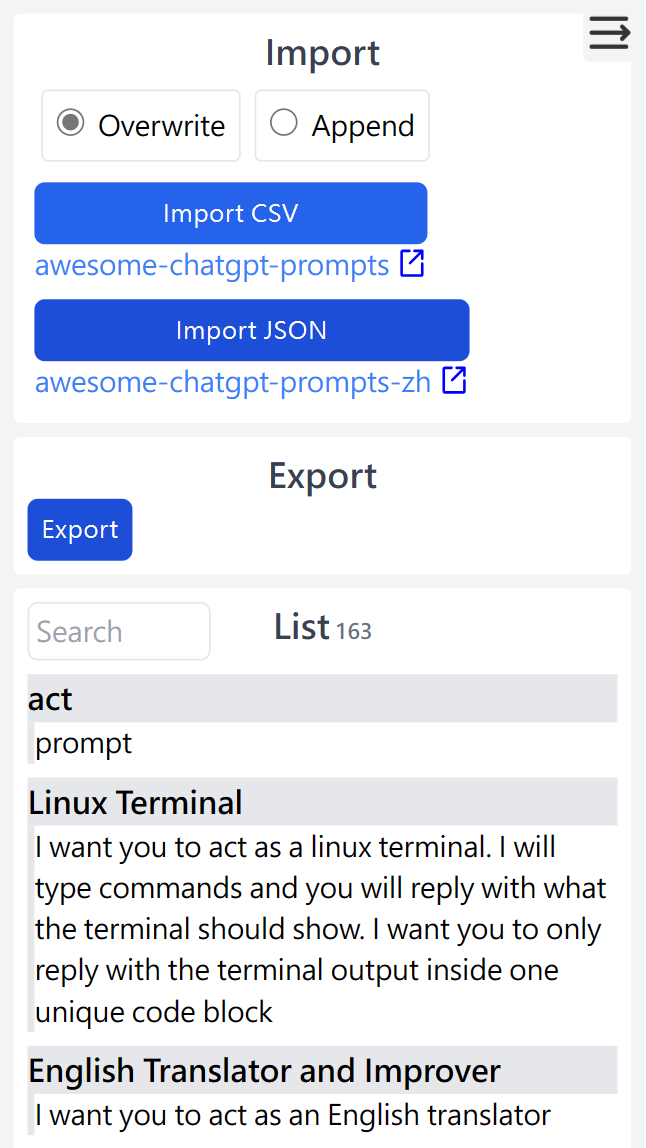 Import
Overwrite Append
Import CSV
awesome-chatgpt-prompts
Import JSON
awesome-chatgpt-prompts-zh
Export
Export
Search List 163
act
prompt
Linux Terminal
I want you to act as a linux terminal. I will
type commands and you will reply with what
the terminal should show. I want you to only
reply with the terminal output inside one
unique code block
English Translator and Improver
I want you to act as an English translator